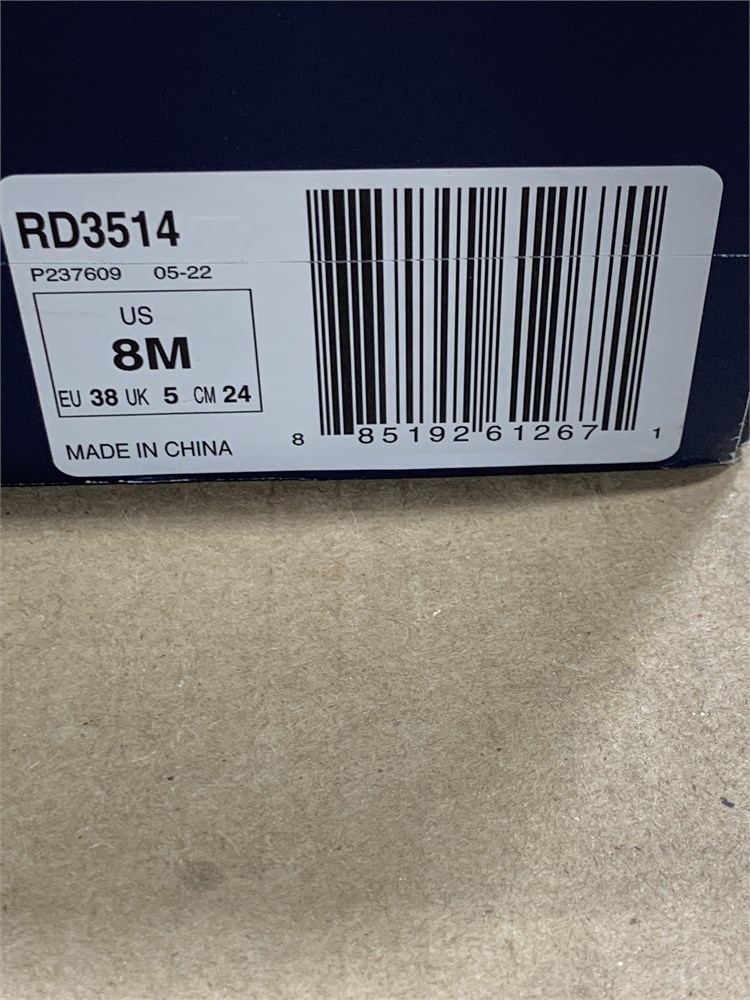 RD3514
P237609 05-22
US
8M
EU 38 UK 5 CM 24
MADE IN CHINA
8 85192 61267 1